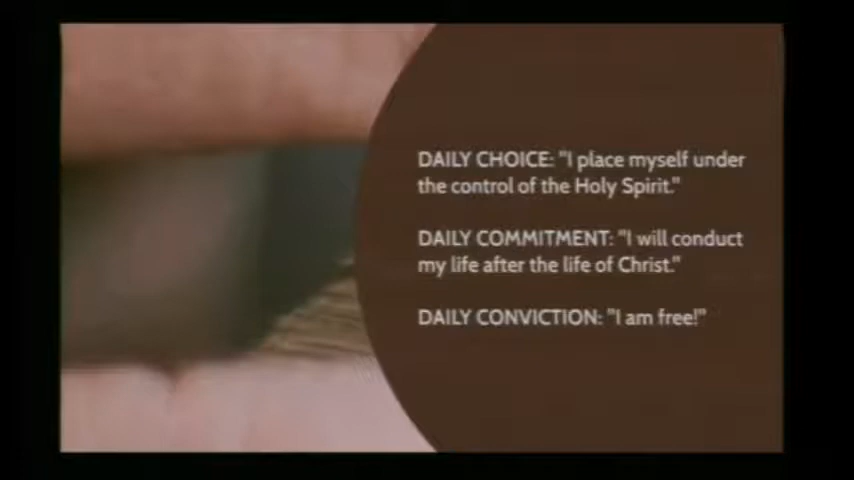 DAILY CHOICE: "I place myself under
the control of the Holy Spirit."
DAILY COMMITMENT: "I will conduct
my life after the life of Christ."
DAILY CONVICTION: "I am free!"